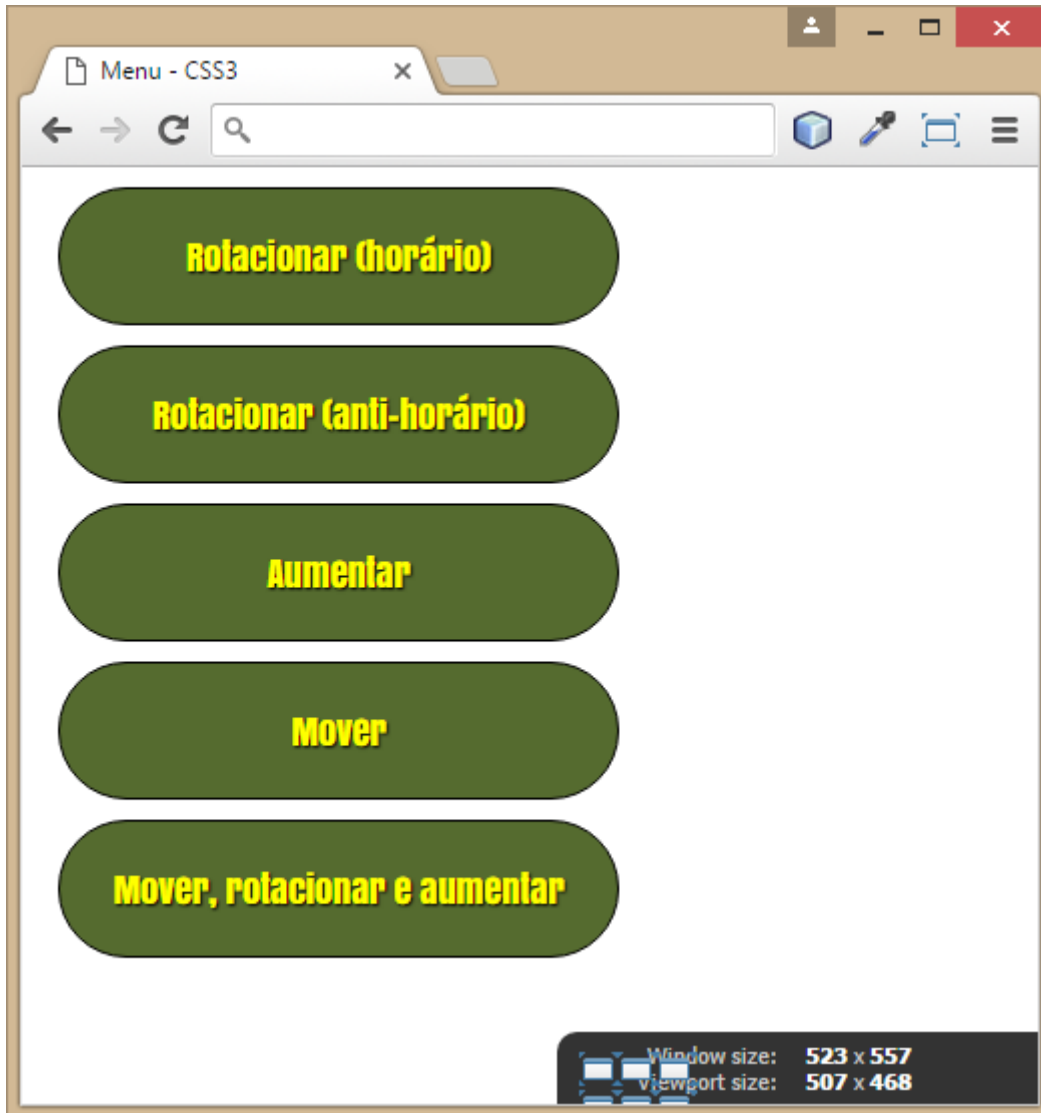 Menu - CSS3
Rotacionar (horário)
Rotacionar (anti-horário)
Aumentar
Mover
Mover, rotacionar e aumentar
Window size: 523 x 557
Viewport size: 507 x 468